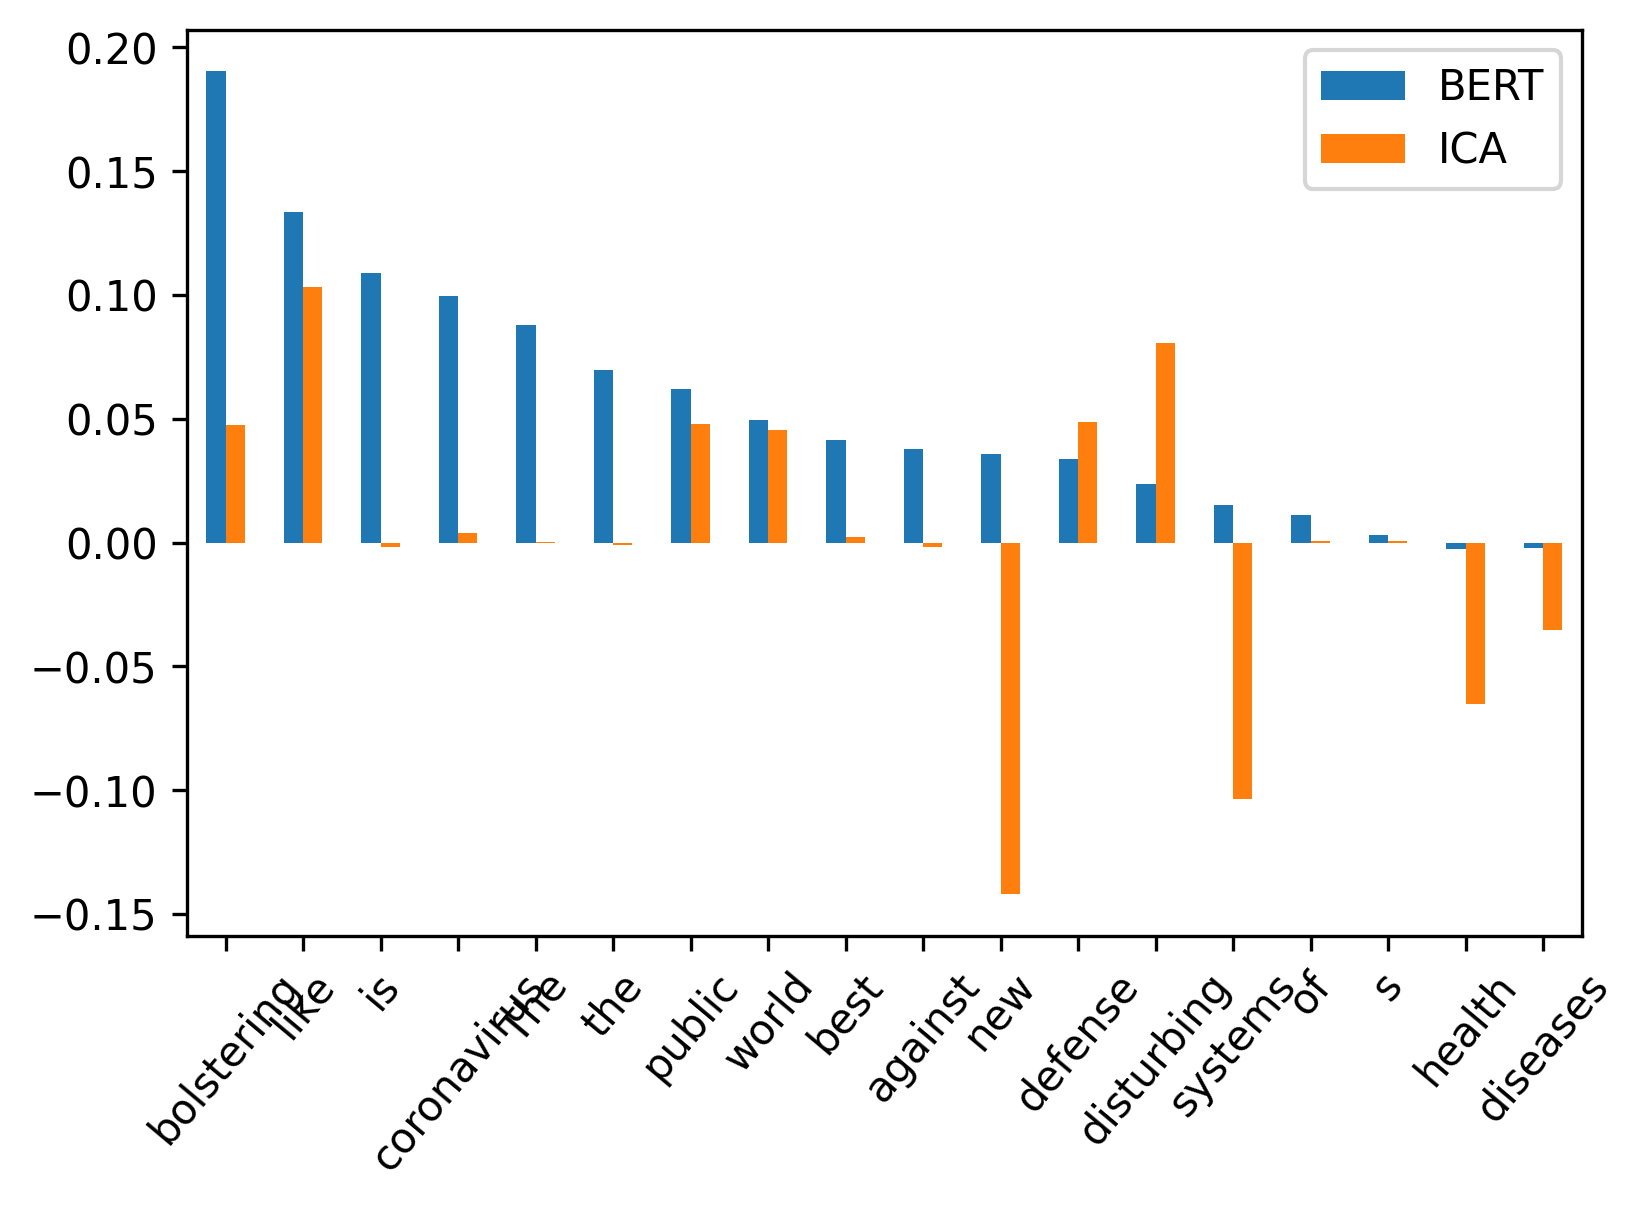 0.20
0.15
0.10
0.05
0.00
−0.05
−0.10
−0.15
BERT
ICA
bolstering
like
is
coronavirus
The
the
public
world
best
against
new
defense
disturbing
systems
of
s
health
diseases